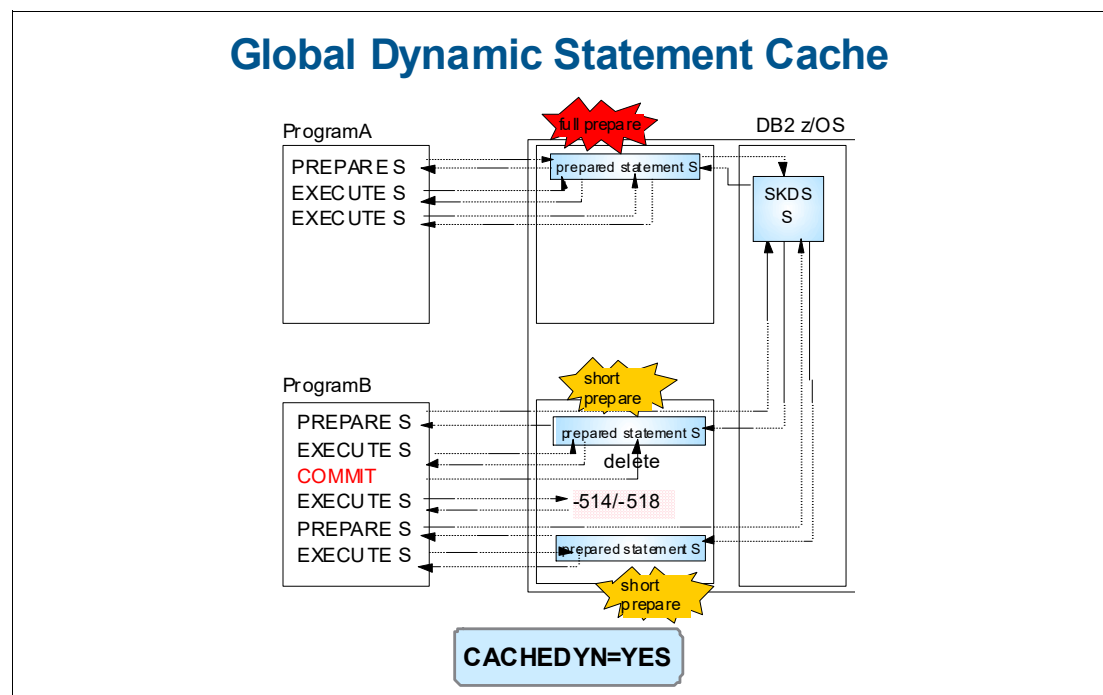 Global Dynamic Statement Cache
full prepare
DB2 z/OS
ProgramA
PREPARE S
EXECUTE S
EXECUTE S
prepared statement S
SKDS
S
short
prepare
ProgramB
PREPARE S
EXECUTE S
COMMIT
EXECUTE S
PREPARE S
EXECUTE S
prepared statement S
delete
-514/-518
prepared statement S
short
prepare
CACHEDYN=YES